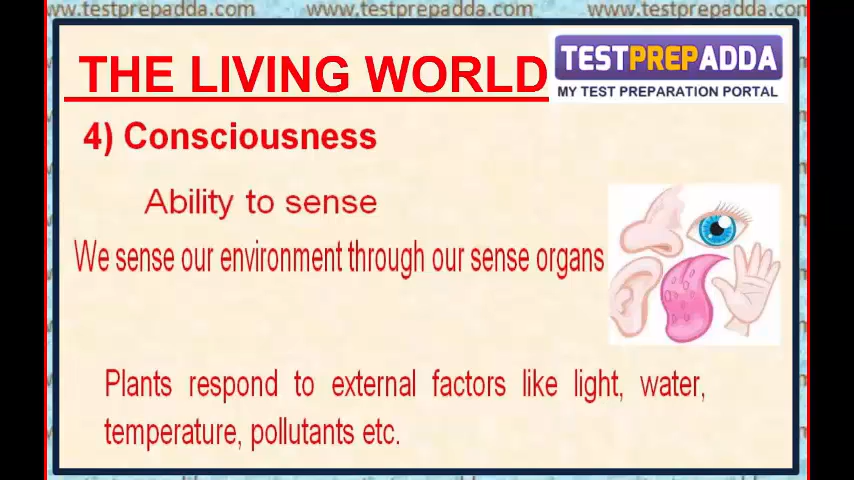 www.testprepadda.com www.testprepadda.com www.testprepadda.com
THE LIVING WORLD
TESTPREPADDA
MY TEST PREPARATION PORTAL
4) Consciousness
Ability to sense
We sense our environment through our sense organs
Plants respond to external factors like light, water,
temperature, pollutants etc.